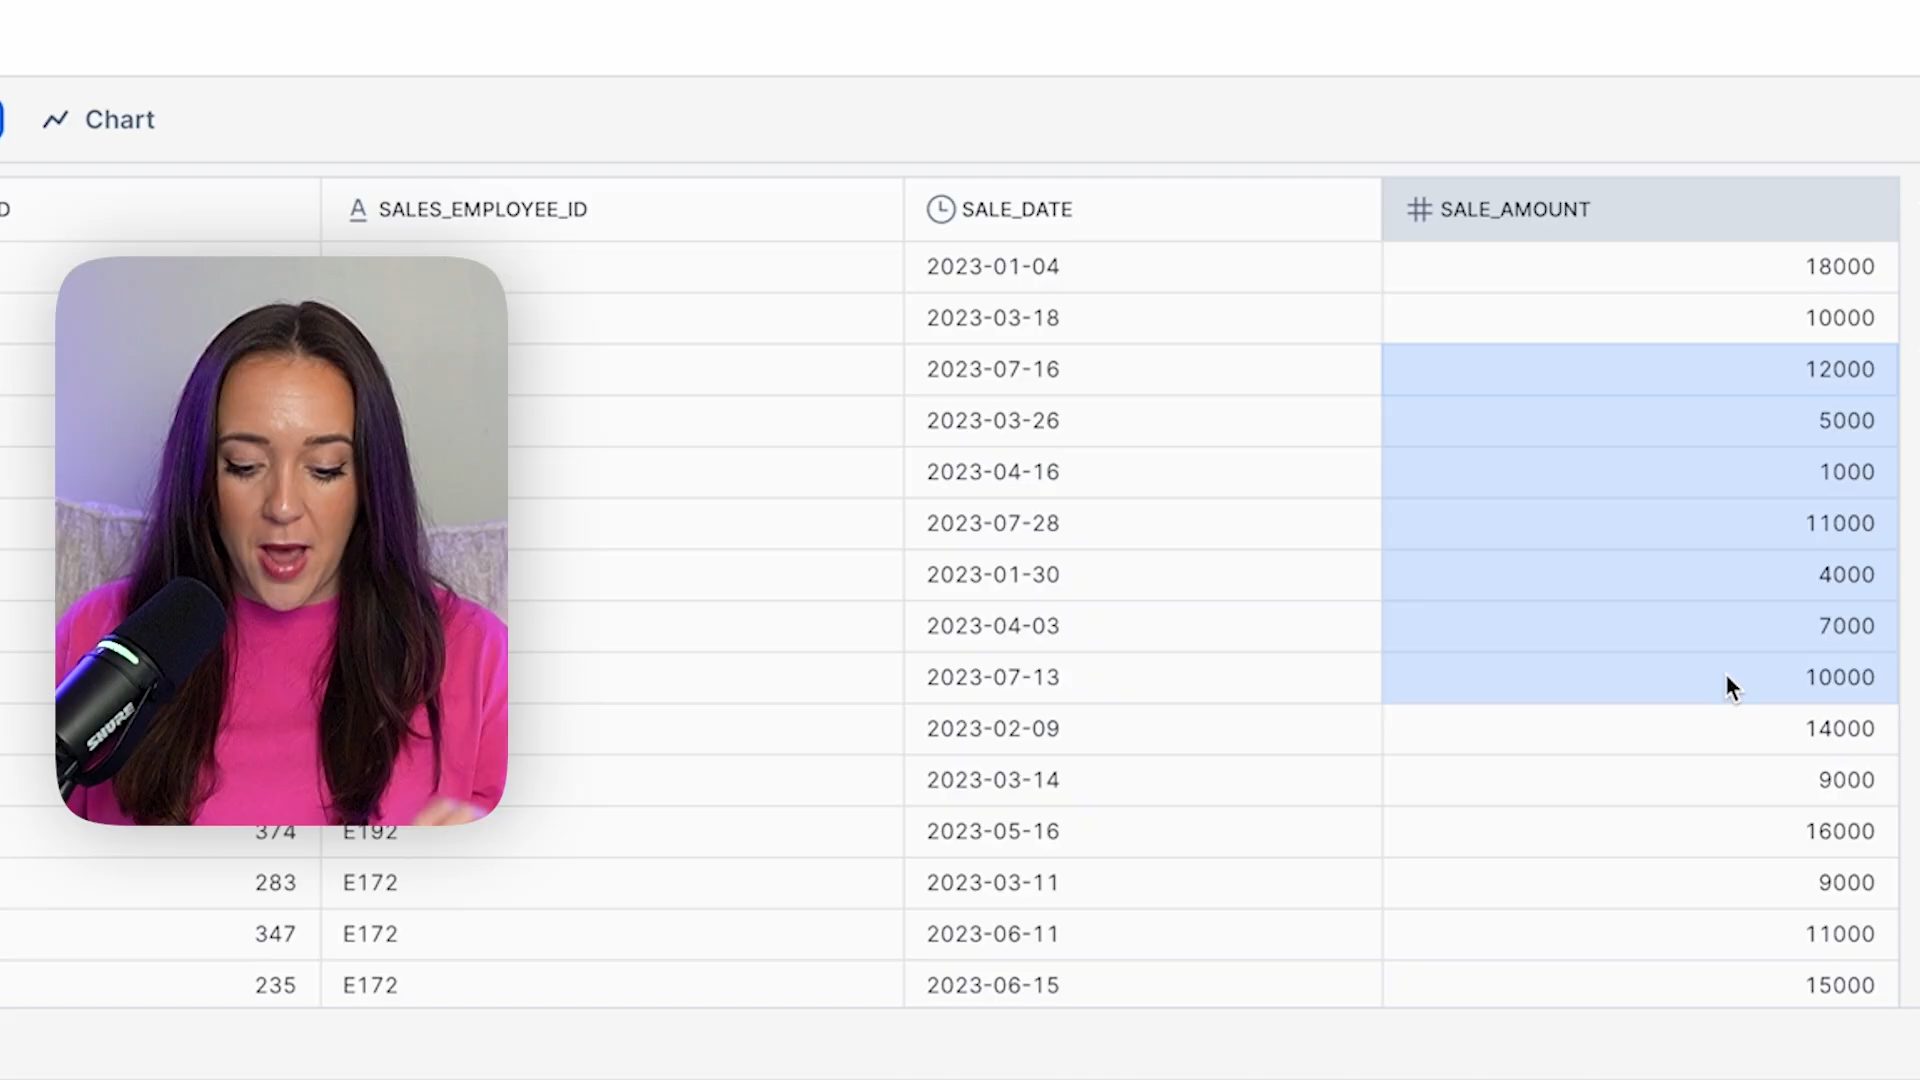 Chart
D SALES_EMPLOYEE_ID SALE_DATE SALE_AMOUNT
2023-01-04 18000
2023-03-18 10000
2023-07-16 12000
2023-03-26 5000
2023-04-16 1000
2023-07-28 11000
2023-01-30 4000
2023-04-03 7000
2023-07-13 10000
2023-02-09 14000
2023-03-14 9000
374 E192 2023-05-16 16000
283 E172 2023-03-11 9000
347 E172 2023-06-11 11000
235 E172 2023-06-15 15000
SHURE